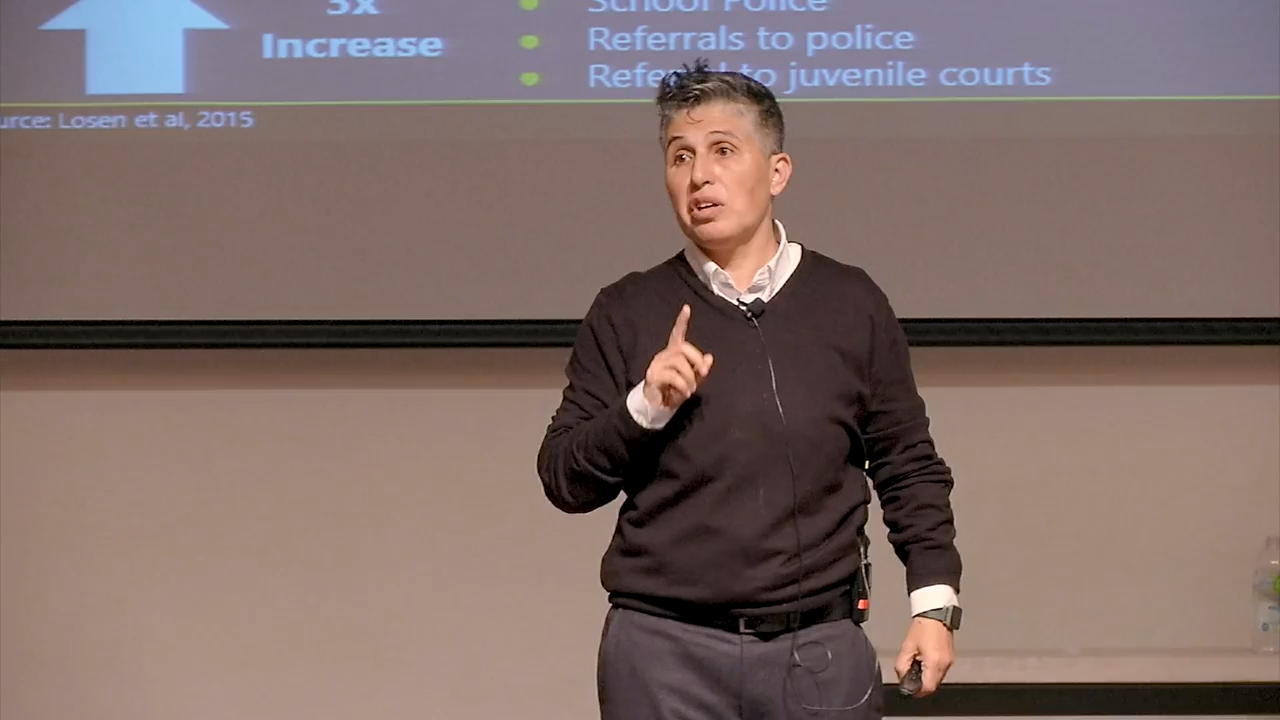 3x
Increase
School Police
Referrals to police
to juvenile courts
urce: Losen et al, 2015